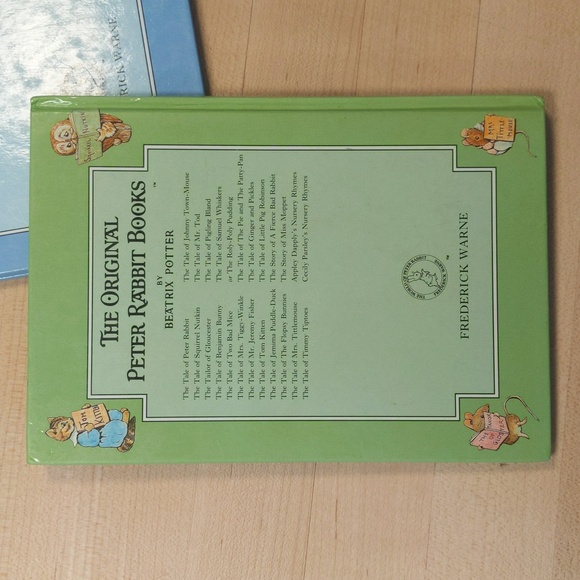 THE ORIGINAL
PETER RABBIT BOOKS™
BY
BEATRIX POTTER
The Tale of Peter Rabbit
The Tale of Squirrel Nutkin
The Tailor of Gloucester
The Tale of Benjamin Bunny
The Tale of Two Bad Mice
The Tale of Mrs. Tiggy-Winkle
The Tale of Mr. Jeremy Fisher
The Tale of Tom Kitten
The Tale of Jemima Puddle-Duck
The Tale of The Flopsy Bunnies
The Tale of Mrs. Tittlemouse
The Tale of Timmy Tiptoes
The Tale of Johnny Town-Mouse
The Tale of Mr. Tod
The Tale of Pigling Bland
The Tale of Samuel Whiskers
or The Roly-Poly Pudding
The Tale of The Pie and The Patty-Pan
The Tale of Ginger and Pickles
The Tale of Little Pig Robinson
The Story of A Fierce Bad Rabbit
The Story of Miss Moppet
Appley Dapply's Nursery Rhymes
Cecily Parsley's Nursery Rhymes
FREDERICK WARNE
TOM
KITTEN
WARNE